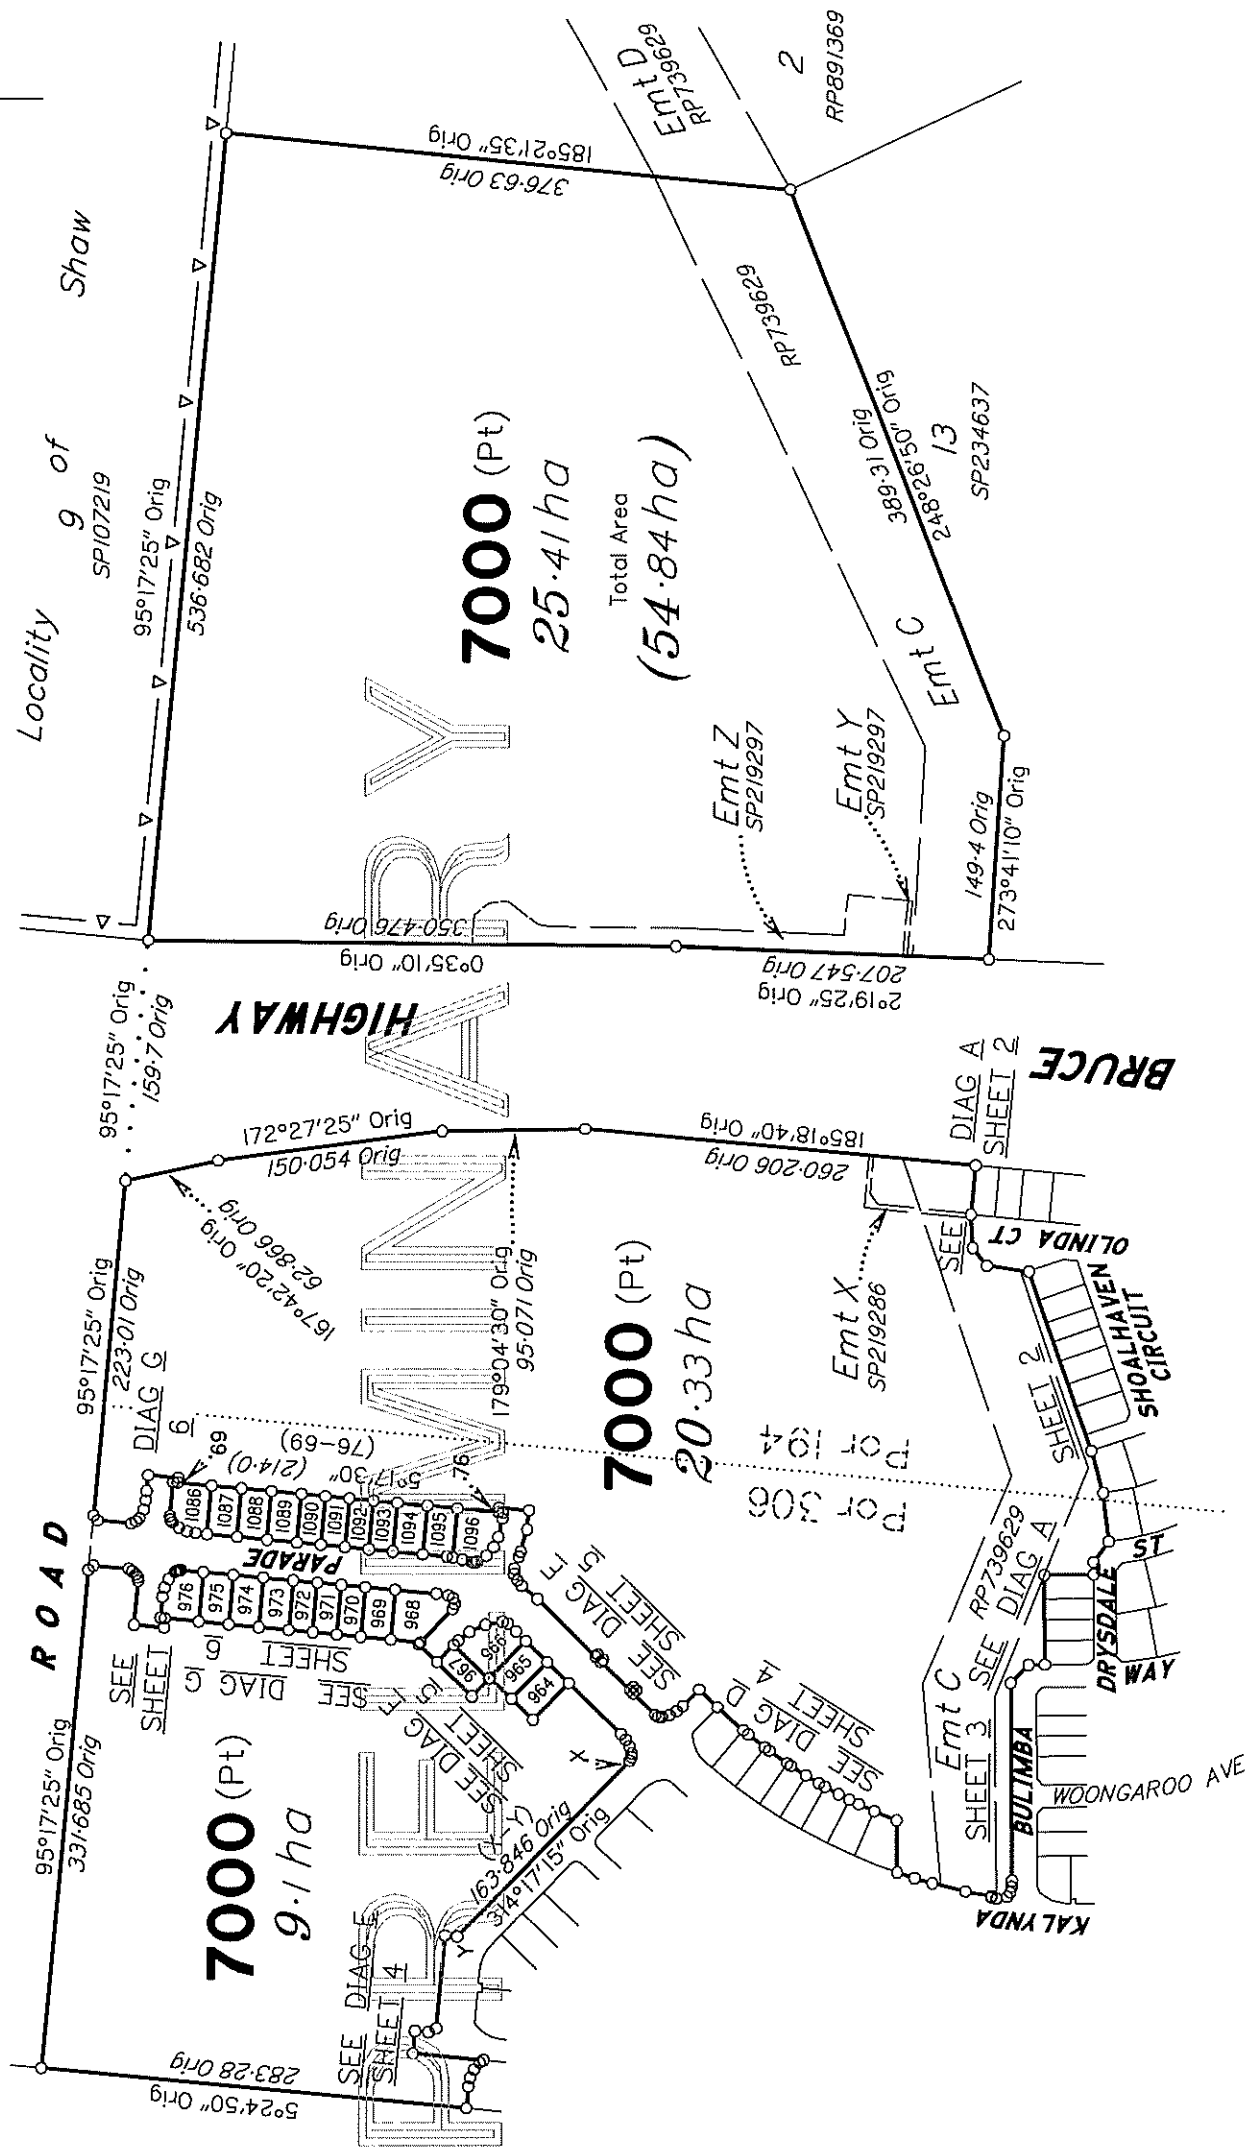 Locality 9 of Shaw
SP107219
95°17'25" Orig
536·682 Orig
185°21'35" Orig
376·63 Orig
Emt D
RP739629
2
RP891369
RP739629
389·31 Orig
248°26'50" Orig
13
SP234637
7000 (Pt)
25·41 ha
Total Area
(54·84 ha)
Emt C
Emt Z
SP219297
Emt Y
SP219297
149·4 Orig
273°41'10" Orig
350·476 Orig
0°35'10" Orig
207·547 Orig
2°19'25" Orig
BRUCE
HIGHWAY
95°17'25" Orig
159·7 Orig
172°27'25" Orig
150·054 Orig
167°42'20" Orig
62·866 Orig
179°04'30" Orig
95·071 Orig
185°18'40" Orig
260·206 Orig
95°17'25" Orig
223·01 Orig
7000 (Pt)
20·33 ha
Emt X
SP219286
Por 194
Por 306
SEE DIAG A
SHEET 2
OLINDA CT
SHOALHAVEN
CIRCUIT
SHEET 2
SEE DIAG A
RP739629
Emt C
SHEET 3
DRYSDALE
ST
WAY
BULIMBA
WOONGAROO AVE
KALYNDA
SEE DIAG D
SHEET 4
SEE DIAG F
SHEET 5
ROAD
SEE DIAG G
SHEET 6
69
(76-69)
(214·0)
5°17'30"
76
1086
1087
1088
1089
1090
1091
1092
1093
1094
1095
1096
PARADE
976
975
974
973
972
971
970
969
968
967
966
965
964
SEE DIAG G
SHEET 6
SEE DIAG F
SHEET 5
X
Y
(X-Y)
163·846 Orig
314°17'15" Orig
95°17'25" Orig
331·685 Orig
7000 (Pt)
9·1 ha
SEE DIAG E
SHEET 4
283·28 Orig
5°24'50" Orig
PRELIMINARY